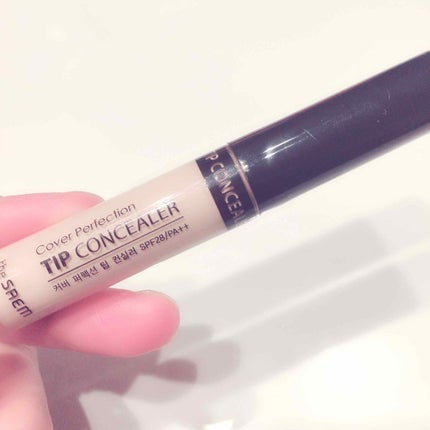 Cover Perfection
TIP CONCEALER
커버 퍼펙션 팁 컨실러 SPF28/PA++
the SAEM
TIP CONCEA